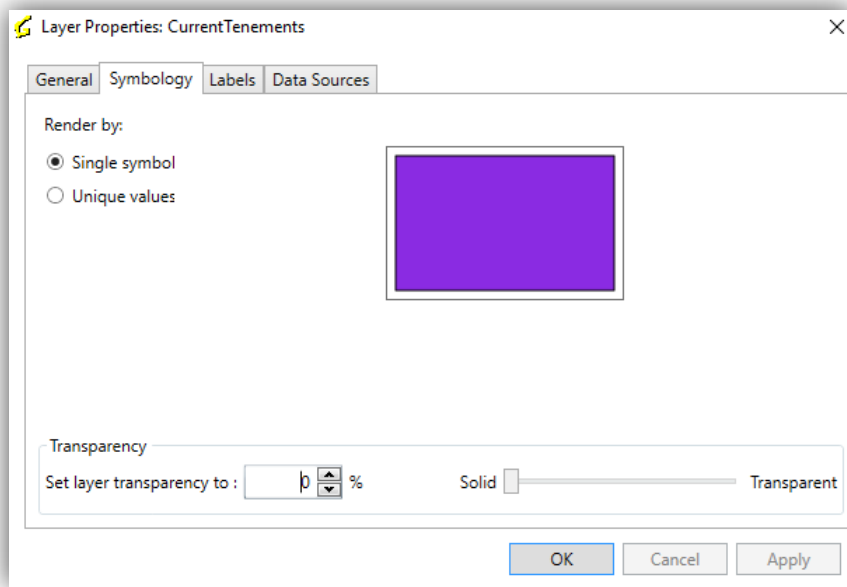 Layer Properties: CurrentTenements
General Symbology Labels Data Sources
Render by:
Single symbol
Unique values
Transparency
Set layer transparency to : 0 % Solid Transparent
OK Cancel Apply